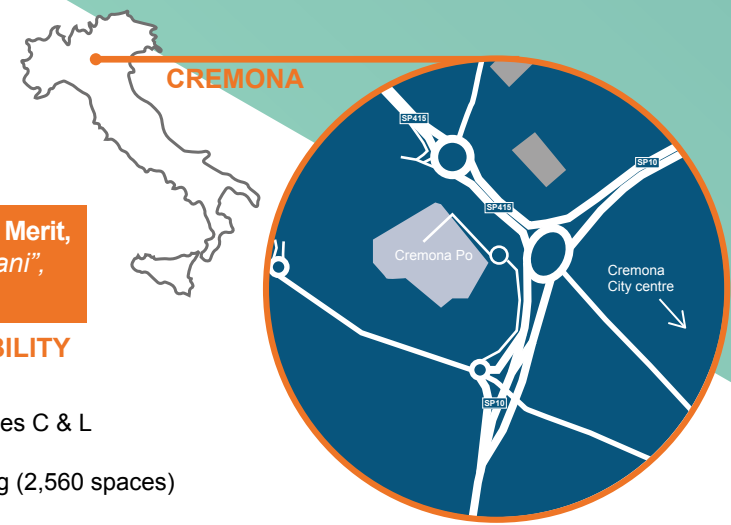 CREMONA
SP415
SP10
SP415
Cremona Po
Cremona
City centre
SP10
Merit,
ani”,
BILITY
es C & L
g (2,560 spaces)